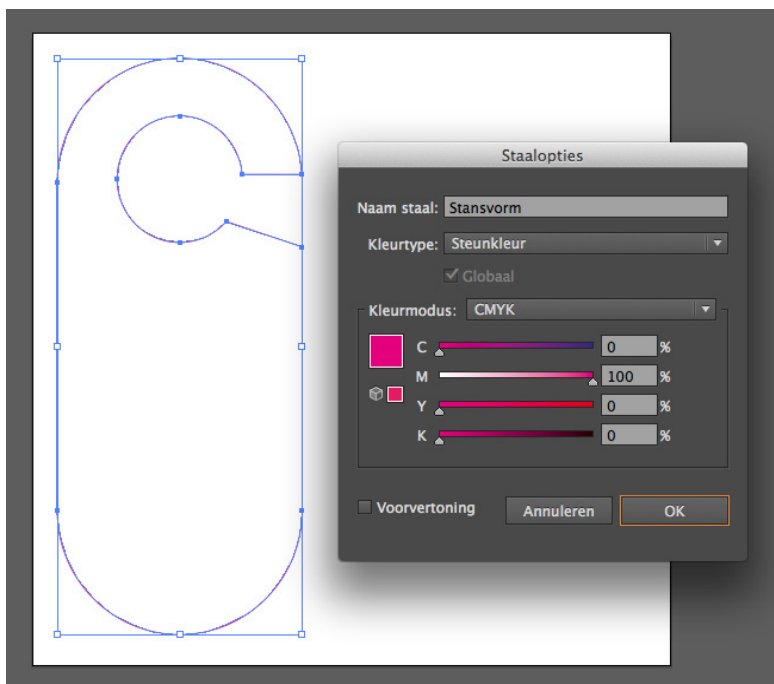 Staalopties
Naam staal: Stansvorm
Kleurtype: Steunkleur
Globaal
Kleurmodus: CMYK
C 0 %
M 100 %
Y 0 %
K 0 %
Voorvertoning Annuleren OK